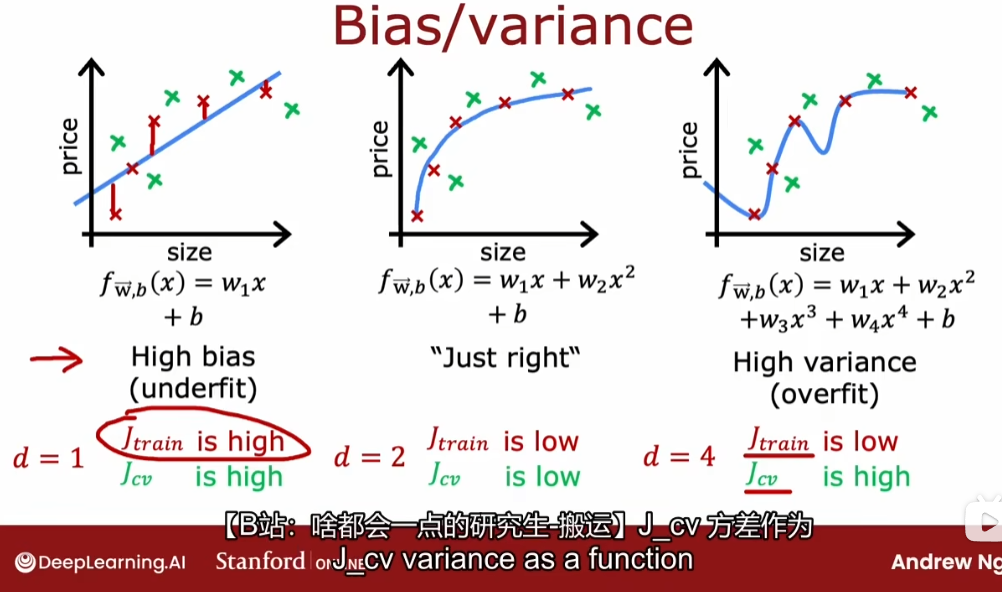 Bias/variance
price
size
price
size
price
size
f_{\vec{w},b}(x) = w_1x
+ b
f_{\vec{w},b}(x) = w_1x + w_2x^2
+ b
f_{\vec{w},b}(x) = w_1x + w_2x^2
+w_3x^3 + w_4x^4 + b
High bias
(underfit)
"Just right"
High variance
(overfit)
d = 1
J_{train} is high
J_{cv} is high
d = 2
J_{train} is low
J_{cv} is low
d = 4
J_{train} is low
J_{cv} is high
【B站：啥都会一点的研究生-搬运】J_cv 方差作为
J_cv variance as a function
DeepLearning.AI
Stanford
Andrew Ng